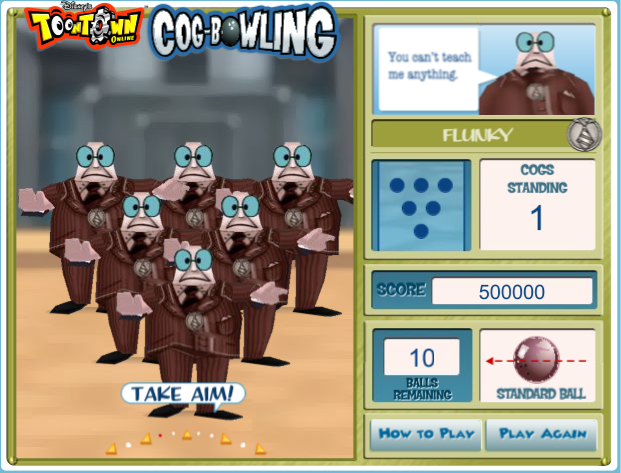 Disney's
TOONTOWN
ONLINE
COG-BOWLING
You can't teach
me anything.
FLUNKY
COGS
STANDING
1
SCORE
500000
10
BALLS
REMAINING
STANDARD BALL
TAKE AIM!
HOW TO PLAY
PLAY AGAIN